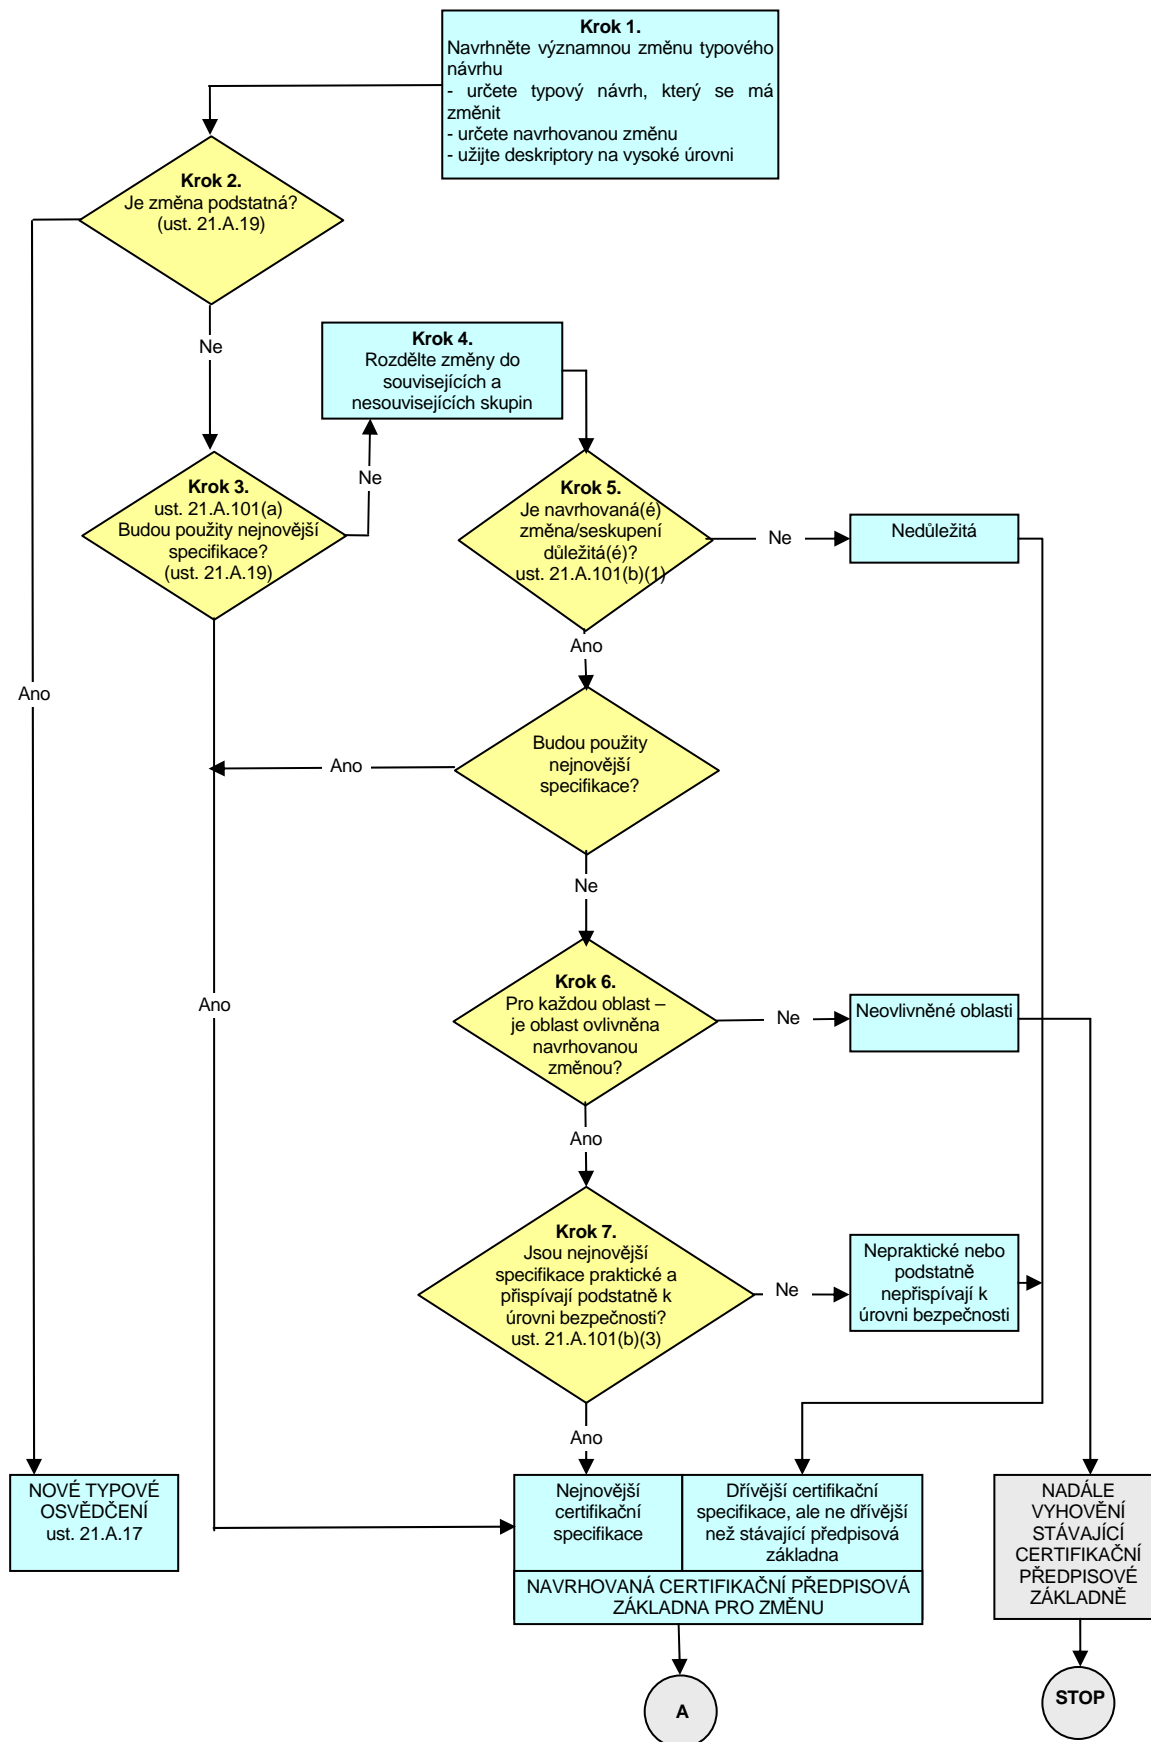 Krok 1.
Navrhněte významnou změnu typového
návrhu
- určete typový návrh, který se má
změnit
- určete navrhovanou změnu
- užijte deskriptory na vysoké úrovni
Krok 2.
Je změna podstatná?
(ust. 21.A.19)
Ne
Krok 4.
Rozdělte změny do
souvisejících a
nesouvisejících skupin
Krok 3.
ust. 21.A.101(a)
Budou použity nejnovější
specifikace?
(ust. 21.A.19)
Ne
Krok 5.
Je navrhovaná(é)
změna/seskupení
důležitá(é)?
ust. 21.A.101(b)(1)
Ne
Nedůležitá
Ano
Ano
Budou použity
nejnovější
specifikace?
Ano
Ne
Ano
Krok 6.
Pro každou oblast –
je oblast ovlivněna
navrhovanou
změnou?
Ne
Neovlivněné oblasti
Ano
Krok 7.
Jsou nejnovější
specifikace praktické a
přispívají podstatně k
úrovni bezpečnosti?
ust. 21.A.101(b)(3)
Ne
Nepraktické nebo
podstatně
nepřispívají k
úrovni bezpečnosti
Ano
NOVÉ TYPOVÉ
OSVĚDČENÍ
ust. 21.A.17
Nejnovější
certifikační
specifikace
Dřívější certifikační
specifikace, ale ne dřívější
než stávající předpisová
základna
NAVRHOVANÁ CERTIFIKAČNÍ PŘEDPISOVÁ
ZÁKLADNA PRO ZMĚNU
NADÁLE
VYHOVĚNÍ
STÁVAJÍCÍ
CERTIFIKAČNÍ
PŘEDPISOVÉ
ZÁKLADNĚ
A
STOP